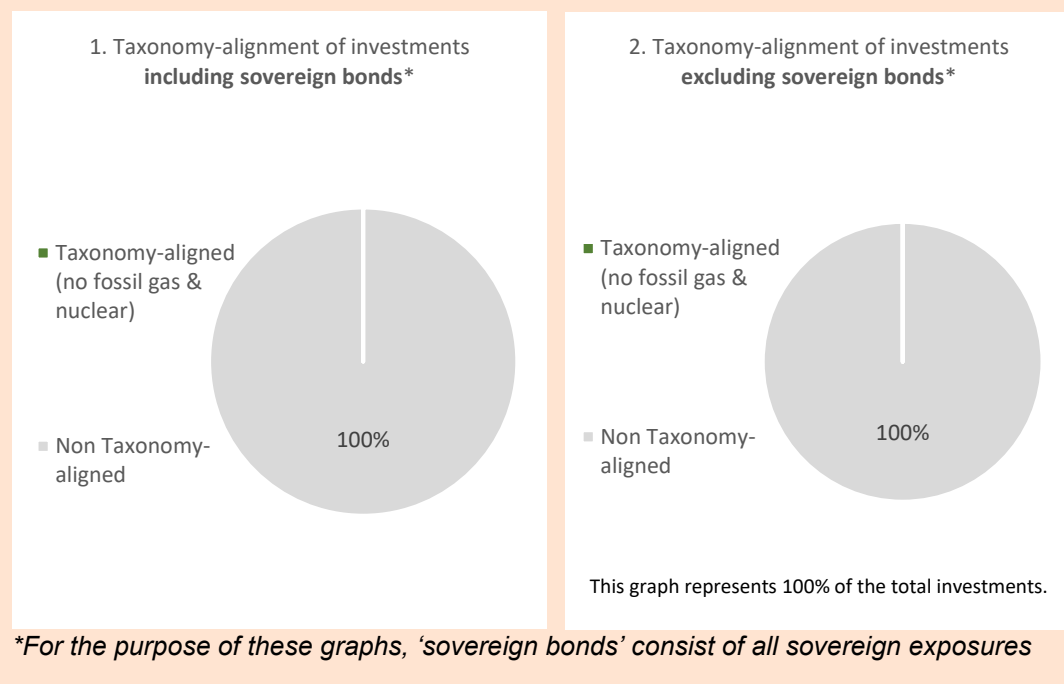 1. Taxonomy-alignment of investments
including sovereign bonds*
Taxonomy-aligned
(no fossil gas &
nuclear)
Non Taxonomy-
aligned
100%
2. Taxonomy-alignment of investments
excluding sovereign bonds*
Taxonomy-aligned
(no fossil gas &
nuclear)
Non Taxonomy-
aligned
100%
This graph represents 100% of the total investments.
*For the purpose of these graphs, ‘sovereign bonds’ consist of all sovereign exposures